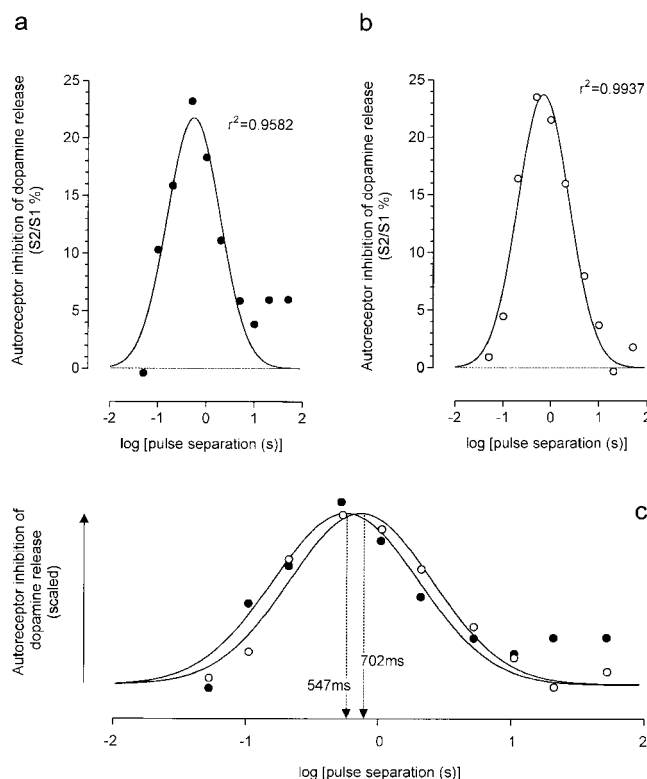 a
Autoreceptor inhibition of dopamine release
(S2/S1 %)
25
20
15
10
5
0
r²=0.9582
-2
-1
0
1
2
log [pulse separation (s)]
b
Autoreceptor inhibition of dopamine release
(S2/S1 %)
25
20
15
10
5
0
r²=0.9937
-2
-1
0
1
2
log [pulse separation (s)]
c
Autoreceptor inhibition of
dopamine release
(scaled)
547ms
702ms
-2
-1
0
1
2
log [pulse separation (s)]